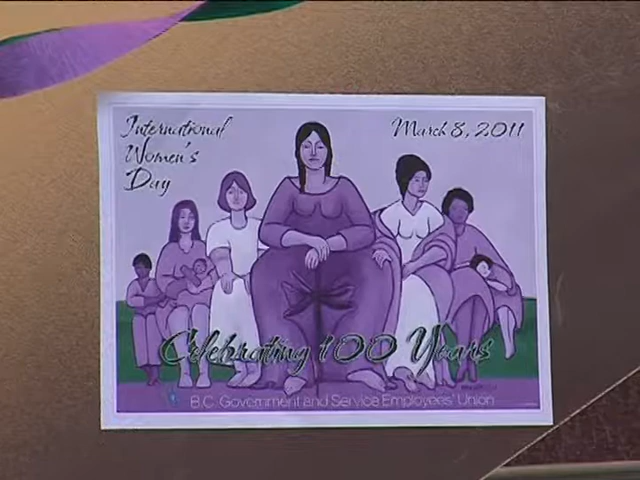 International
Women's
Day
March 8, 2011
Celebrating 100 Years
B.C. Government and Service Employees' Union